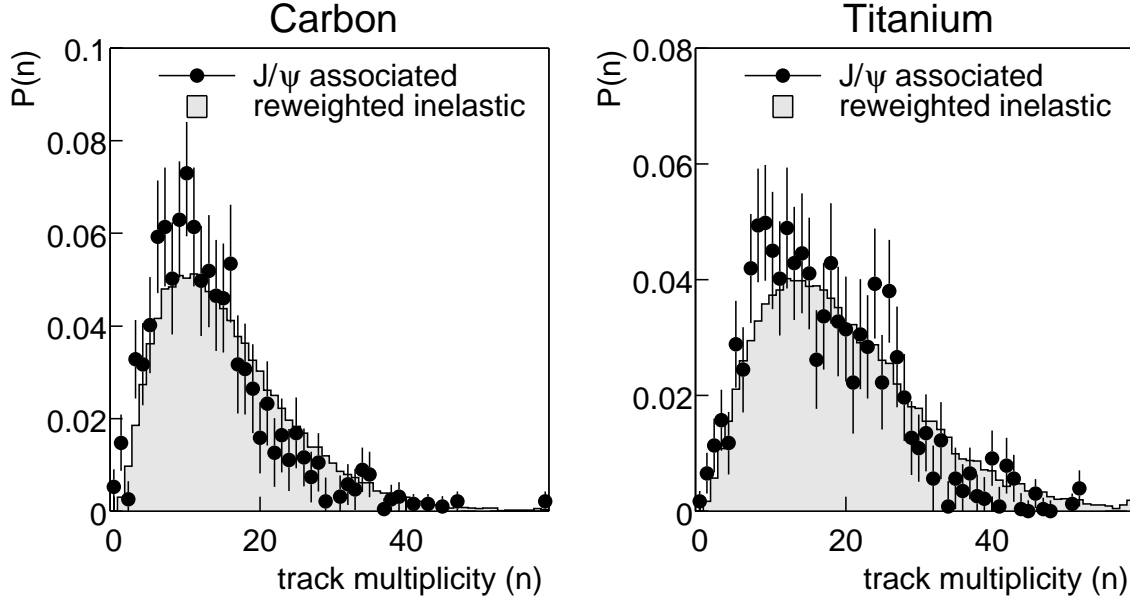 Carbon
P(n)
0.1
0.08
0.06
0.04
0.02
0
J/ψ associated
reweighted inelastic
0 20 40
track multiplicity (n)
Titanium
P(n)
0.08
0.06
0.04
0.02
0
J/ψ associated
reweighted inelastic
0 20 40
track multiplicity (n)